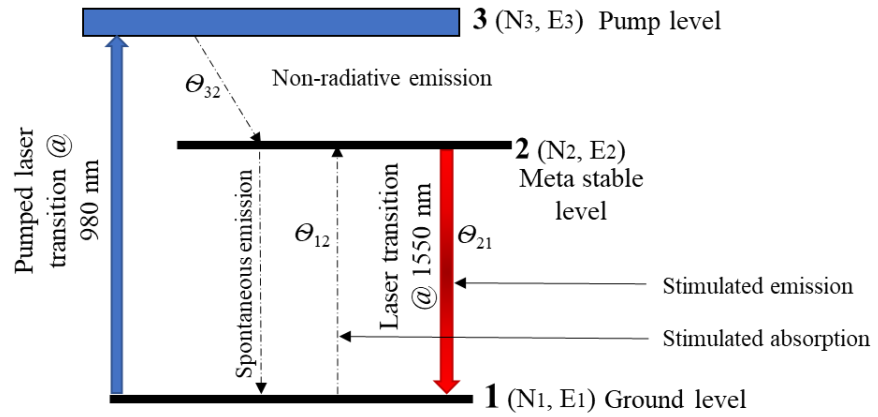 3 (N3, E3) Pump level
Θ32
Non-radiative emission
Pumped laser
transition @
980 nm
2 (N2, E2)
Meta stable
level
Spontaneous emission
Θ12
Laser transition
@ 1550 nm
Θ21
Stimulated emission
Stimulated absorption
1 (N1, E1) Ground level